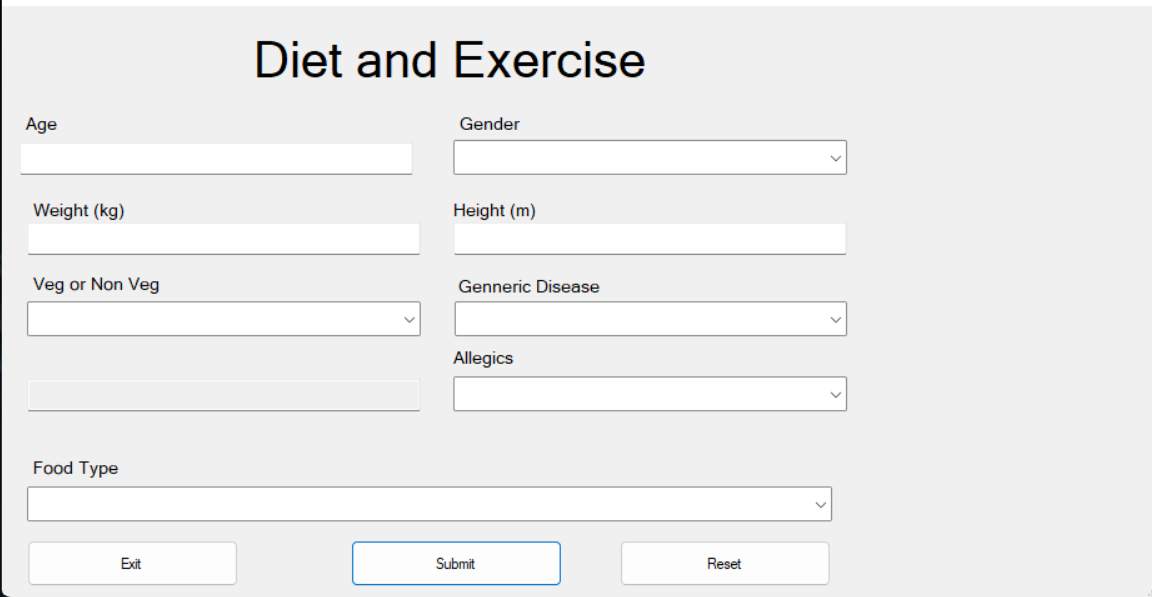 Diet and Exercise
Age
Gender
Weight (kg)
Height (m)
Veg or Non Veg
Genneric Disease
Allegics
Food Type
Exit
Submit
Reset